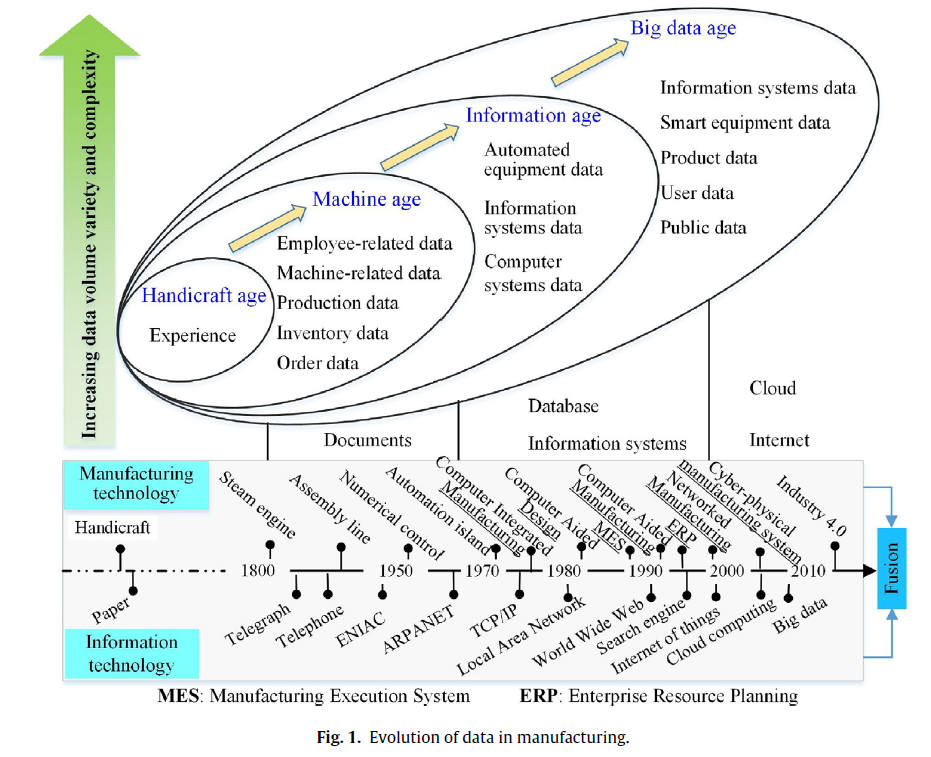 Increasing data volume variety and complexity
Big data age
Information systems data
Smart equipment data
Product data
User data
Public data
Information age
Automated
equipment data
Information
systems data
Computer
systems data
Machine age
Employee-related data
Machine-related data
Production data
Inventory data
Order data
Handicraft age
Experience
Documents
Database
Information systems
Cloud
Internet
Manufacturing
technology
Handicraft
Steam engine
Assembly line
Numerical control
Automation island
Computer Integrated
Manufacturing
Computer Aided
Design
MES
Computer Aided
Manufacturing
ERP
Networked
Manufacturing
Cyber-physical
manufacturing system
Industry 4.0
1800
1950
1970
1980
1990
2000
2010
Fusion
Paper
Telegraph
Telephone
ENIAC
ARPANET
TCP/IP
Local Area Network
World Wide Web
Search engine
Internet of things
Cloud computing
Big data
Information
technology
MES: Manufacturing Execution System
ERP: Enterprise Resource Planning
Fig. 1. Evolution of data in manufacturing.